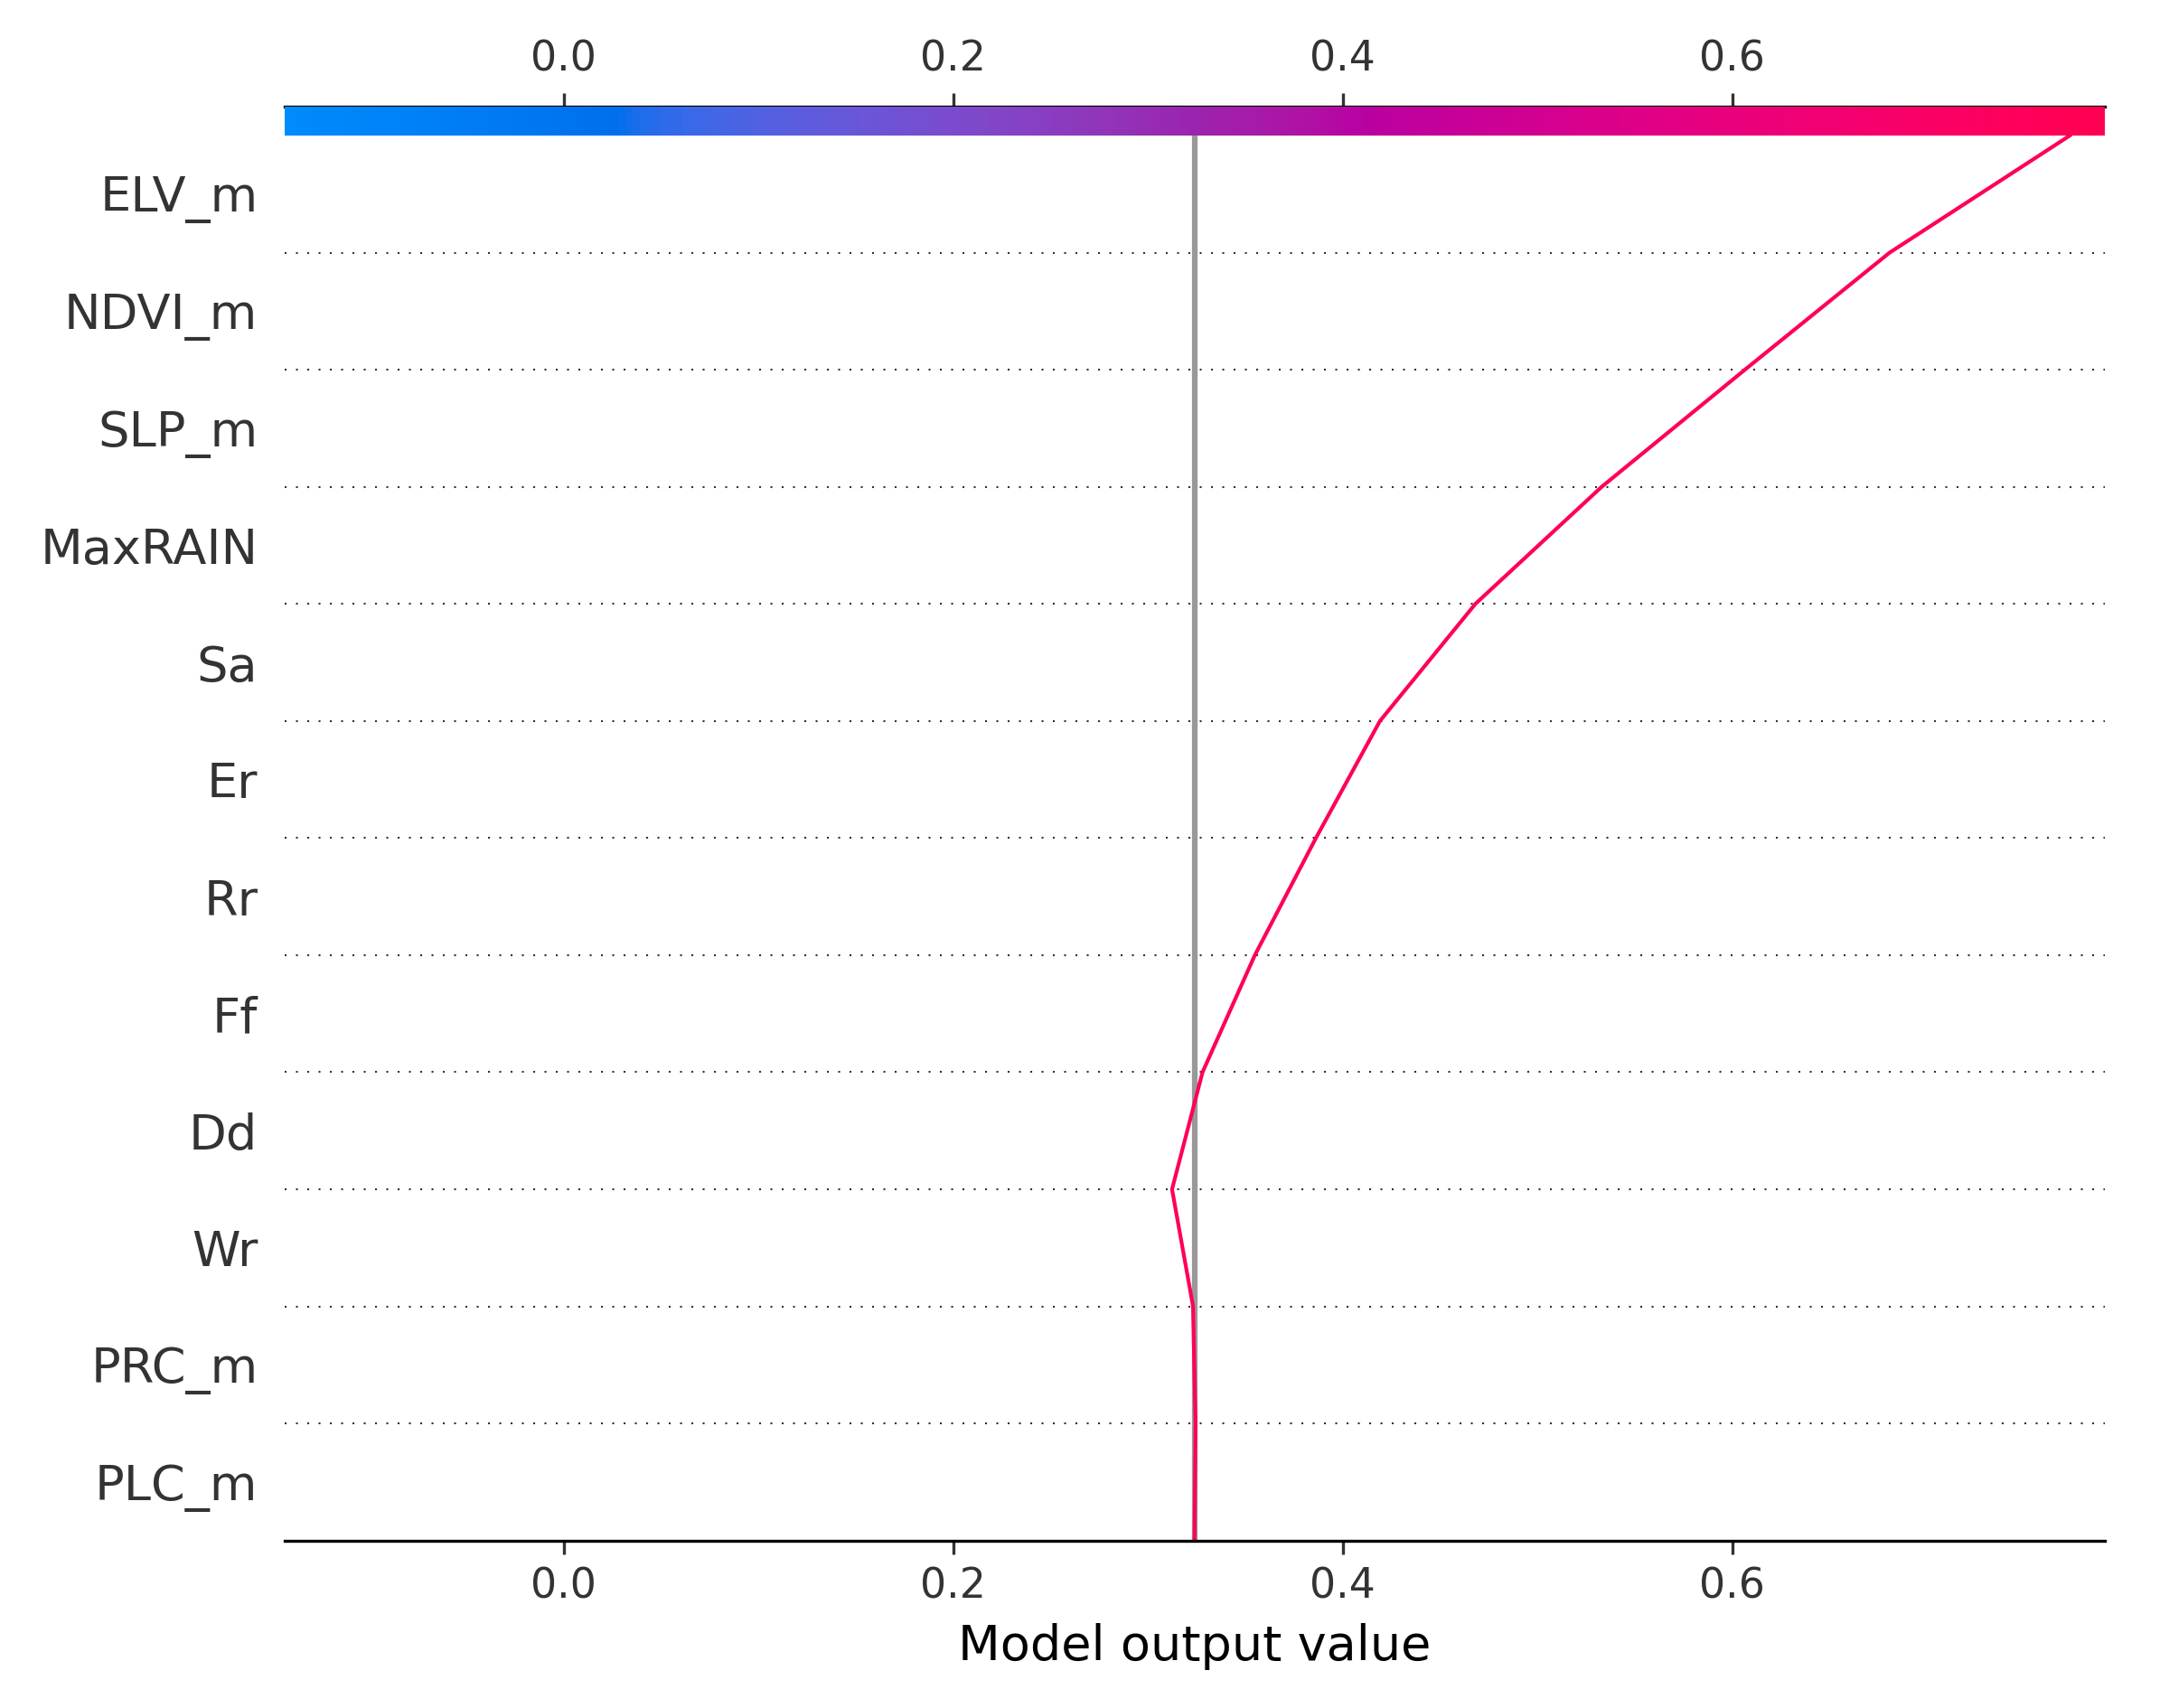 0.0 0.2 0.4 0.6
ELV_m
NDVI_m
SLP_m
MaxRAIN
Sa
Er
Rr
Ff
Dd
Wr
PRC_m
PLC_m
0.0 0.2 0.4 0.6
Model output value